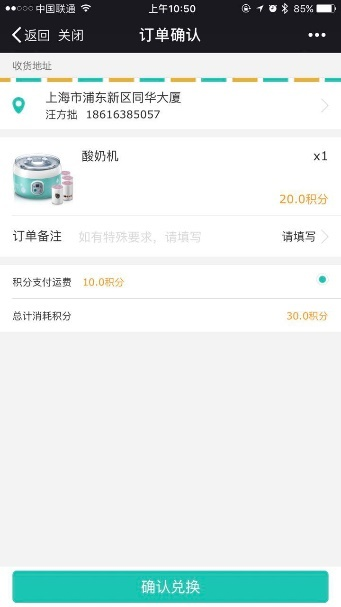 中国联通
上午10:50
85%
返回 关闭
订单确认
收货地址
上海市浦东新区同华大厦
汪方拙 18616385057
酸奶机
x1
20.0积分
订单备注
如有特殊要求，请填写
请填写
积分支付运费
10.0积分
总计消耗积分
30.0积分
确认兑换